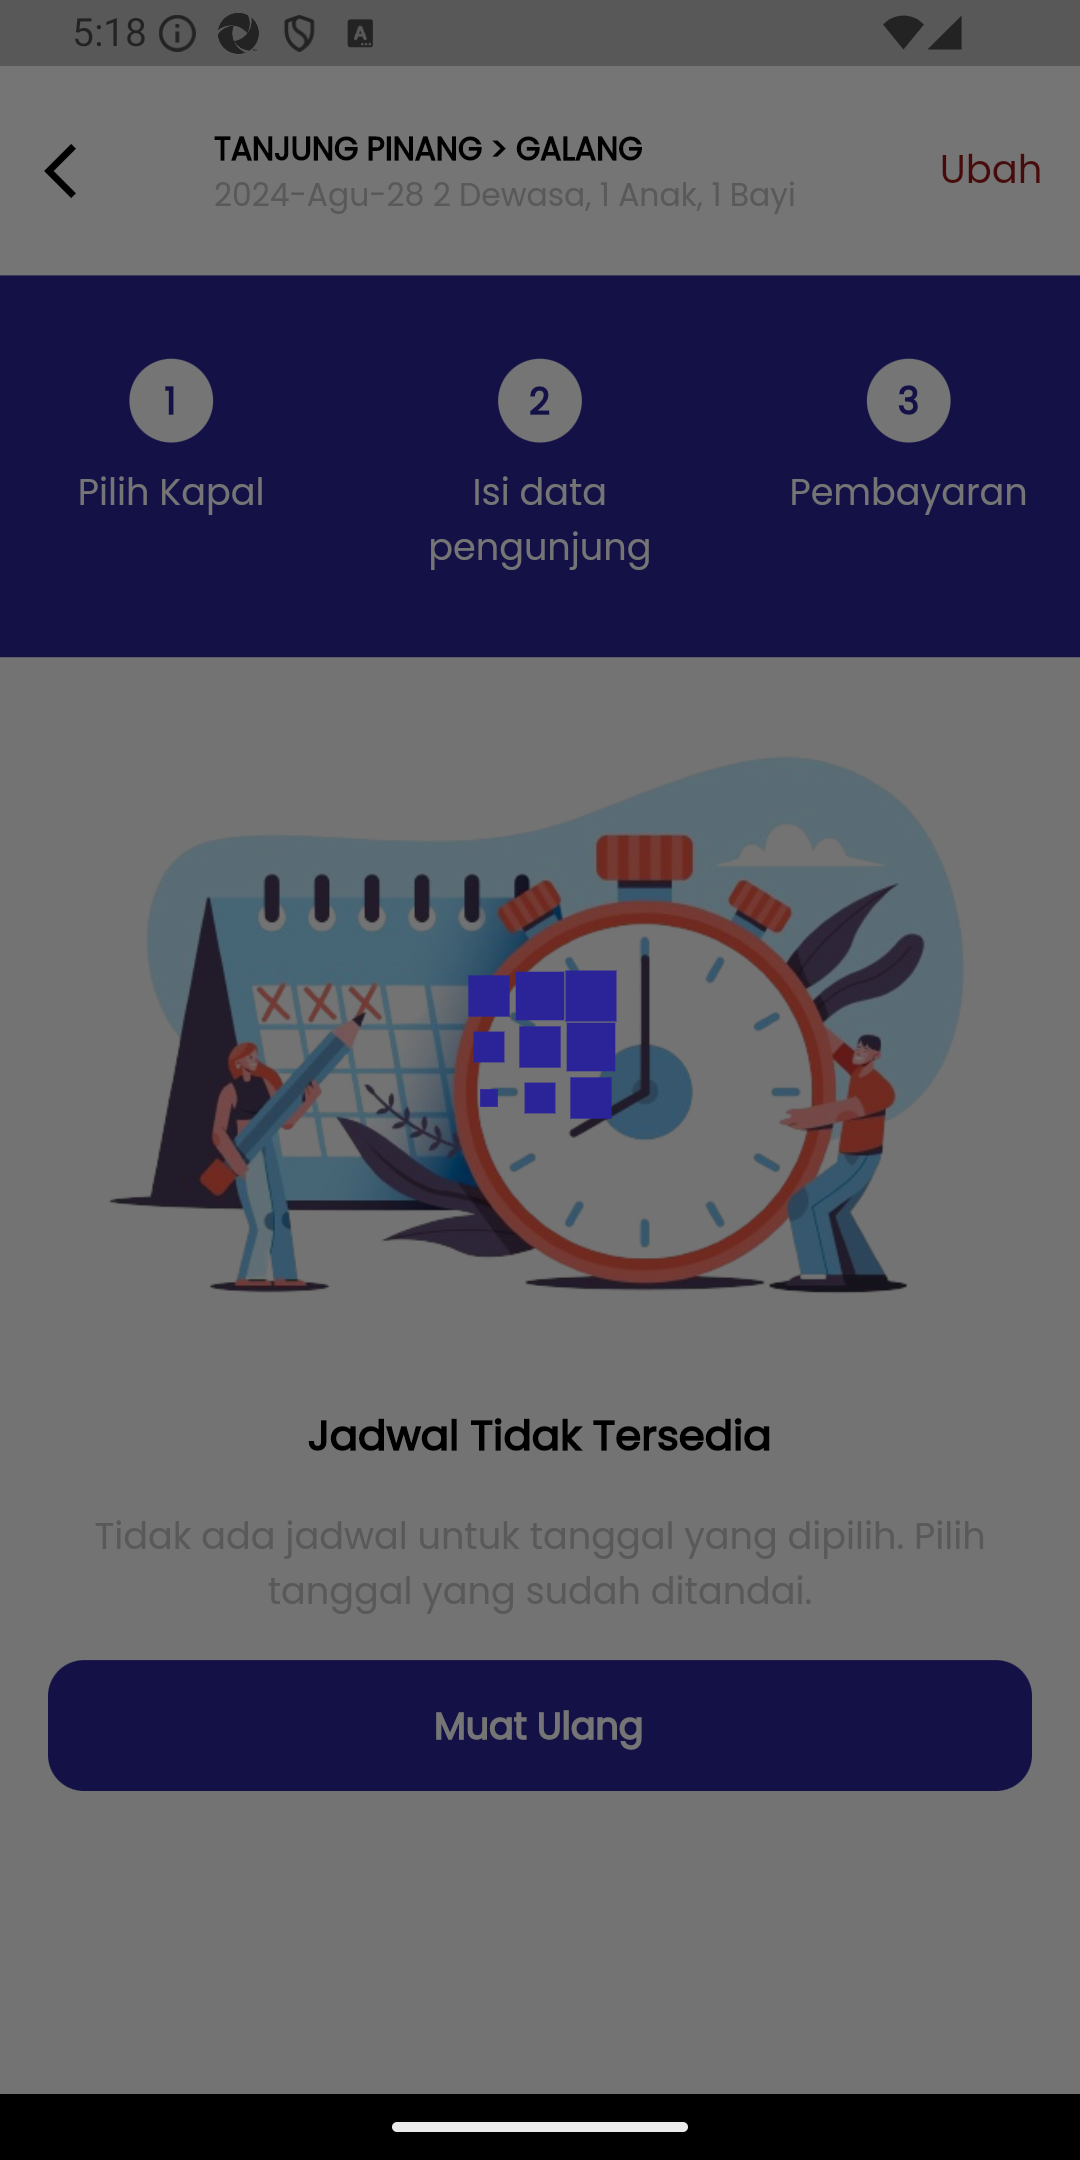 5:18
TANJUNG PINANG > GALANG
2024-Agu-28 2 Dewasa, 1 Anak, 1 Bayi
Ubah
1
2
3
Pilih Kapal
Isi data
pengunjung
Pembayaran
Jadwal Tidak Tersedia
Tidak ada jadwal untuk tanggal yang dipilih. Pilih
tanggal yang sudah ditandai.
Muat Ulang